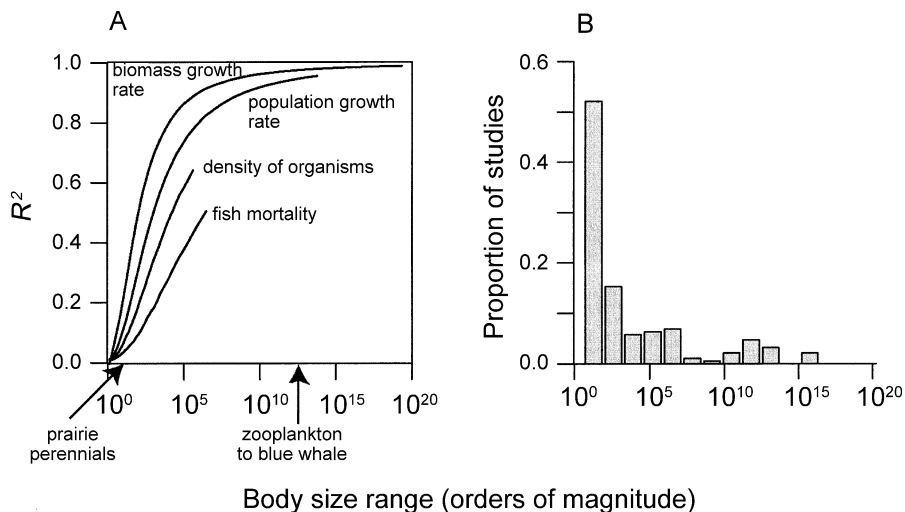 A
B
1.0
0.8
0.6
0.4
0.2
0.0
R²
biomass growth
rate
population growth
rate
density of organisms
fish mortality
10⁰
10⁵
10¹⁰
10¹⁵
10²⁰
prairie
perennials
zooplankton
to blue whale
Proportion of studies
0.6
0.4
0.2
0.0
10⁰
10⁵
10¹⁰
10¹⁵
10²⁰
Body size range (orders of magnitude)